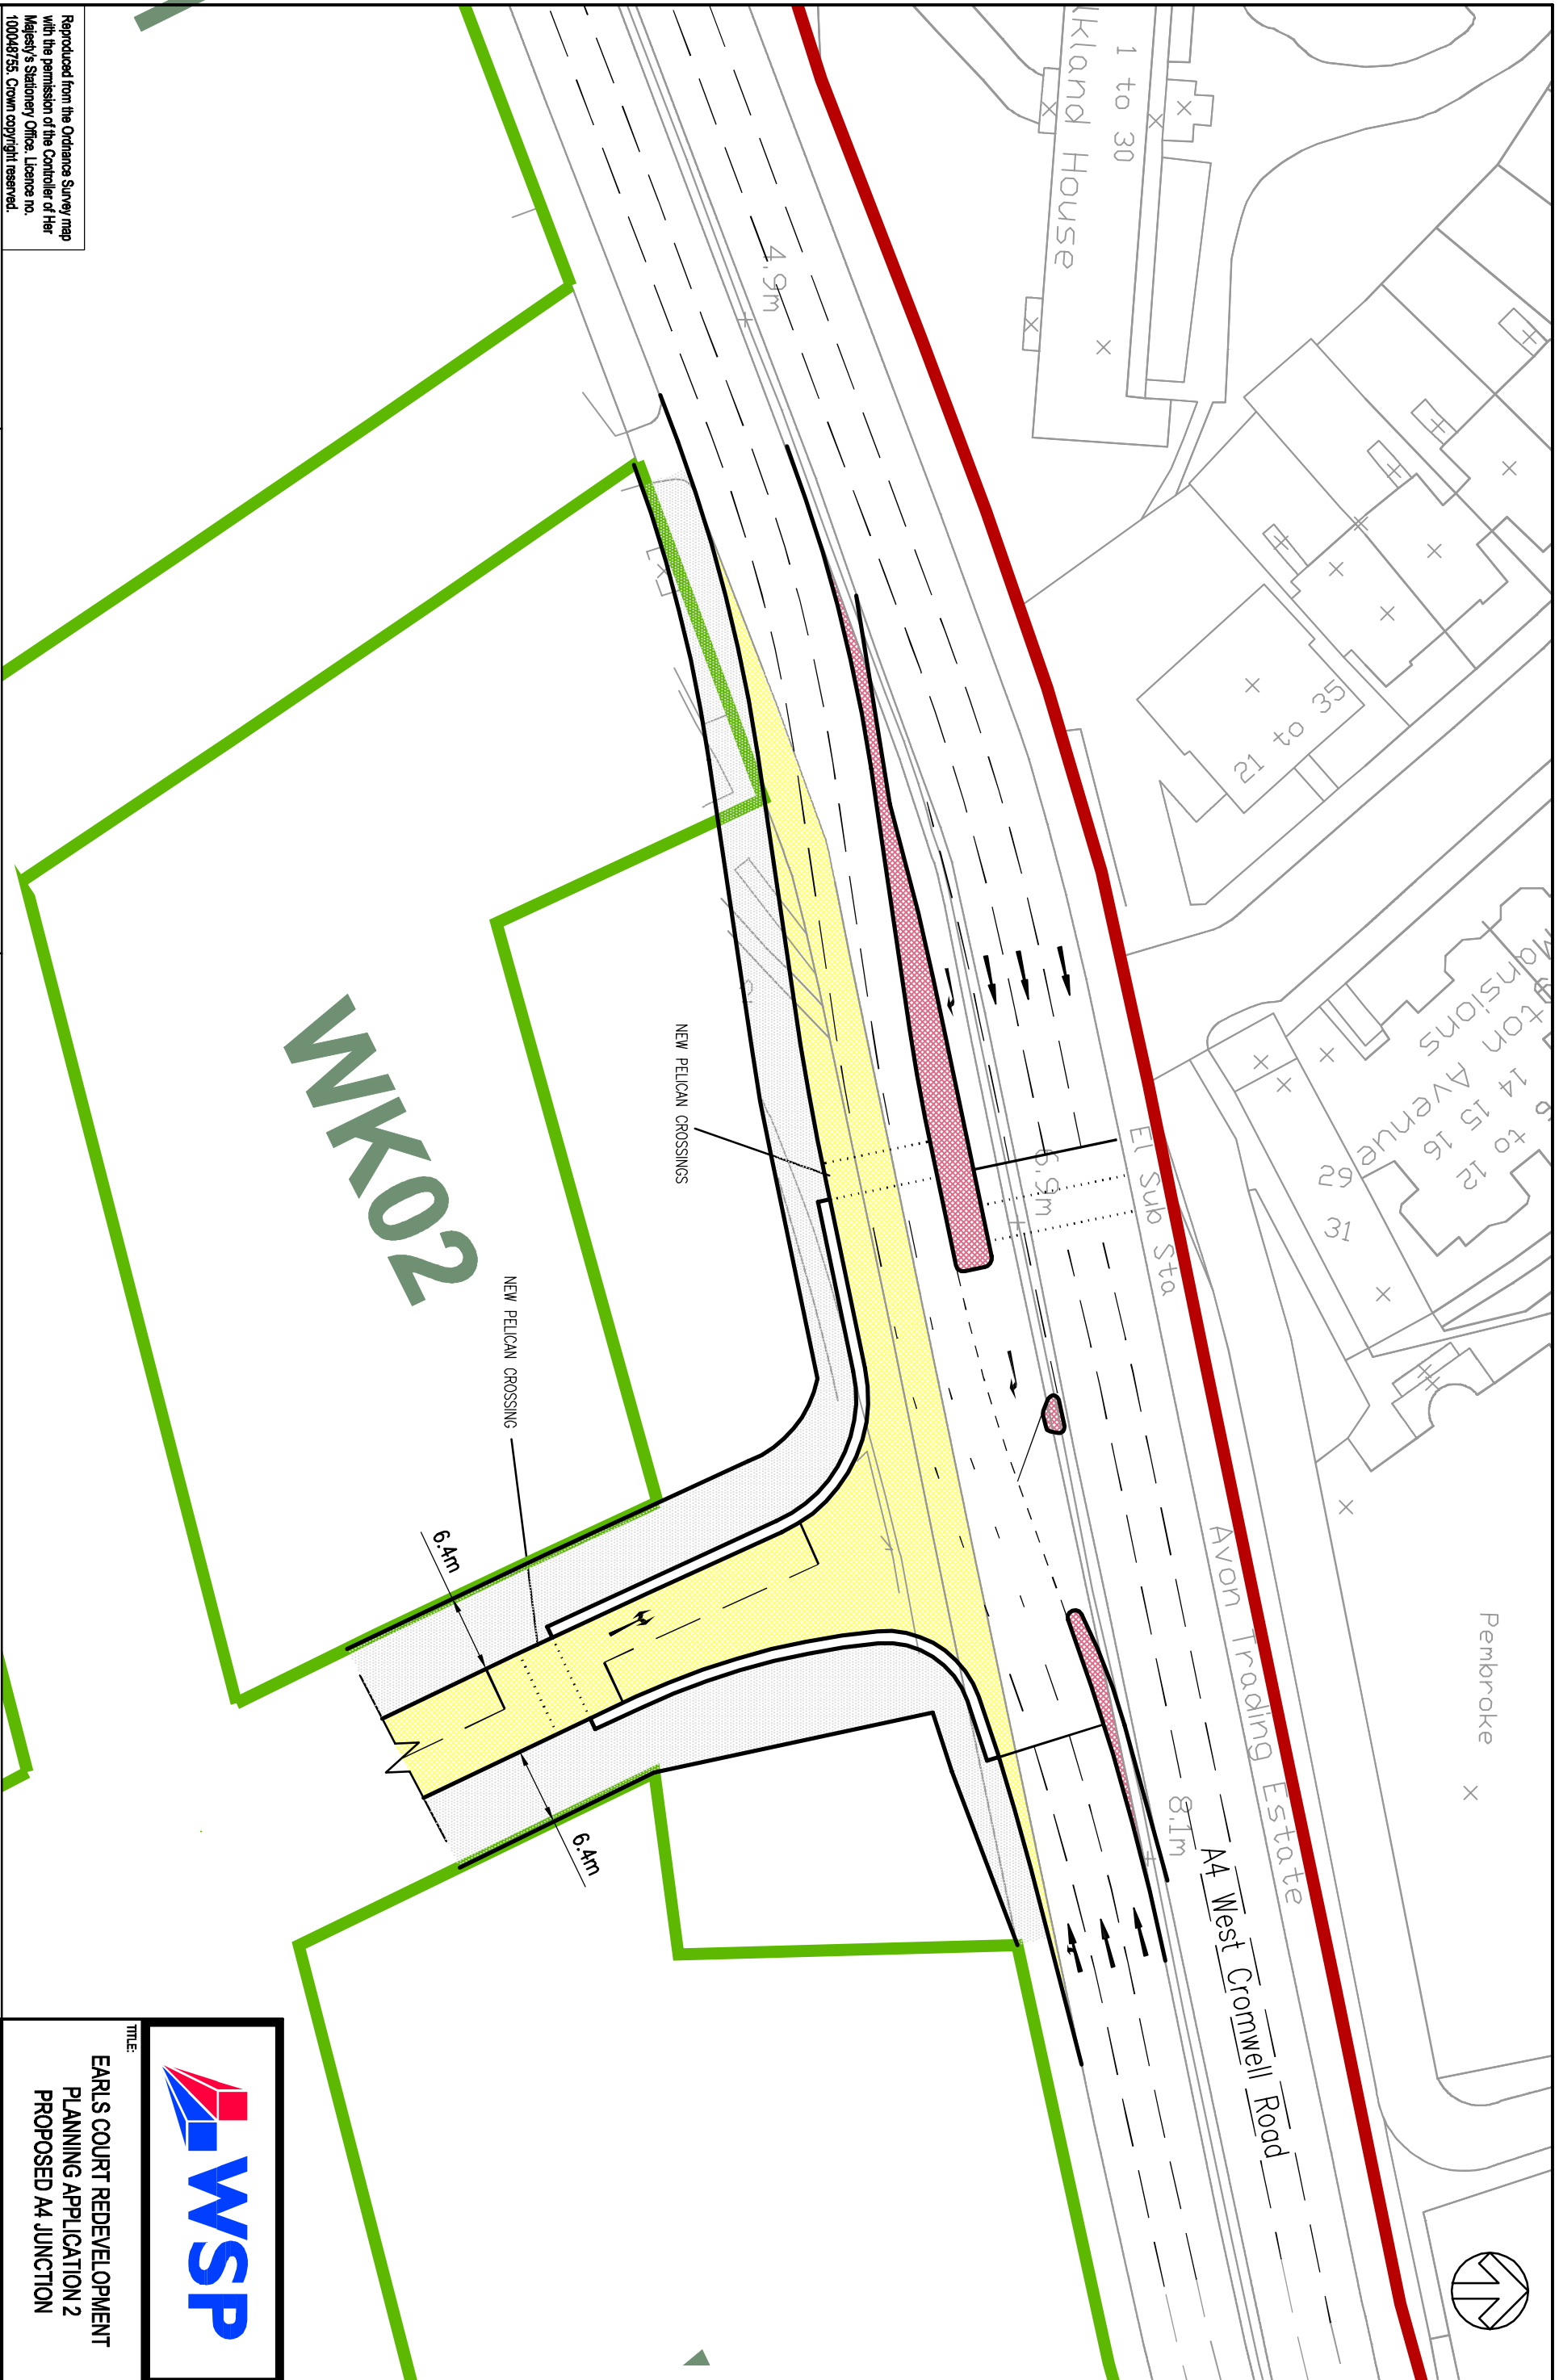 1 to 30
kland House
4.9m
21 to 35
Mansions
Avenue
14 15 16
to 12
29
31
El Sub Sta
6.9m
Avon Trading Estate
Pembroke
8.1m
A4 West Cromwell Road
NEW PELICAN CROSSINGS
NEW PELICAN CROSSING
WK02
6.4m
6.4m
Reproduced from the Ordnance Survey map
with the permission of the Controller of Her
Majesty's Stationery Office. Licence no.
100048755. Crown copyright reserved.
WSP
TITLE:
EARLS COURT REDEVELOPMENT
PLANNING APPLICATION 2
PROPOSED A4 JUNCTION